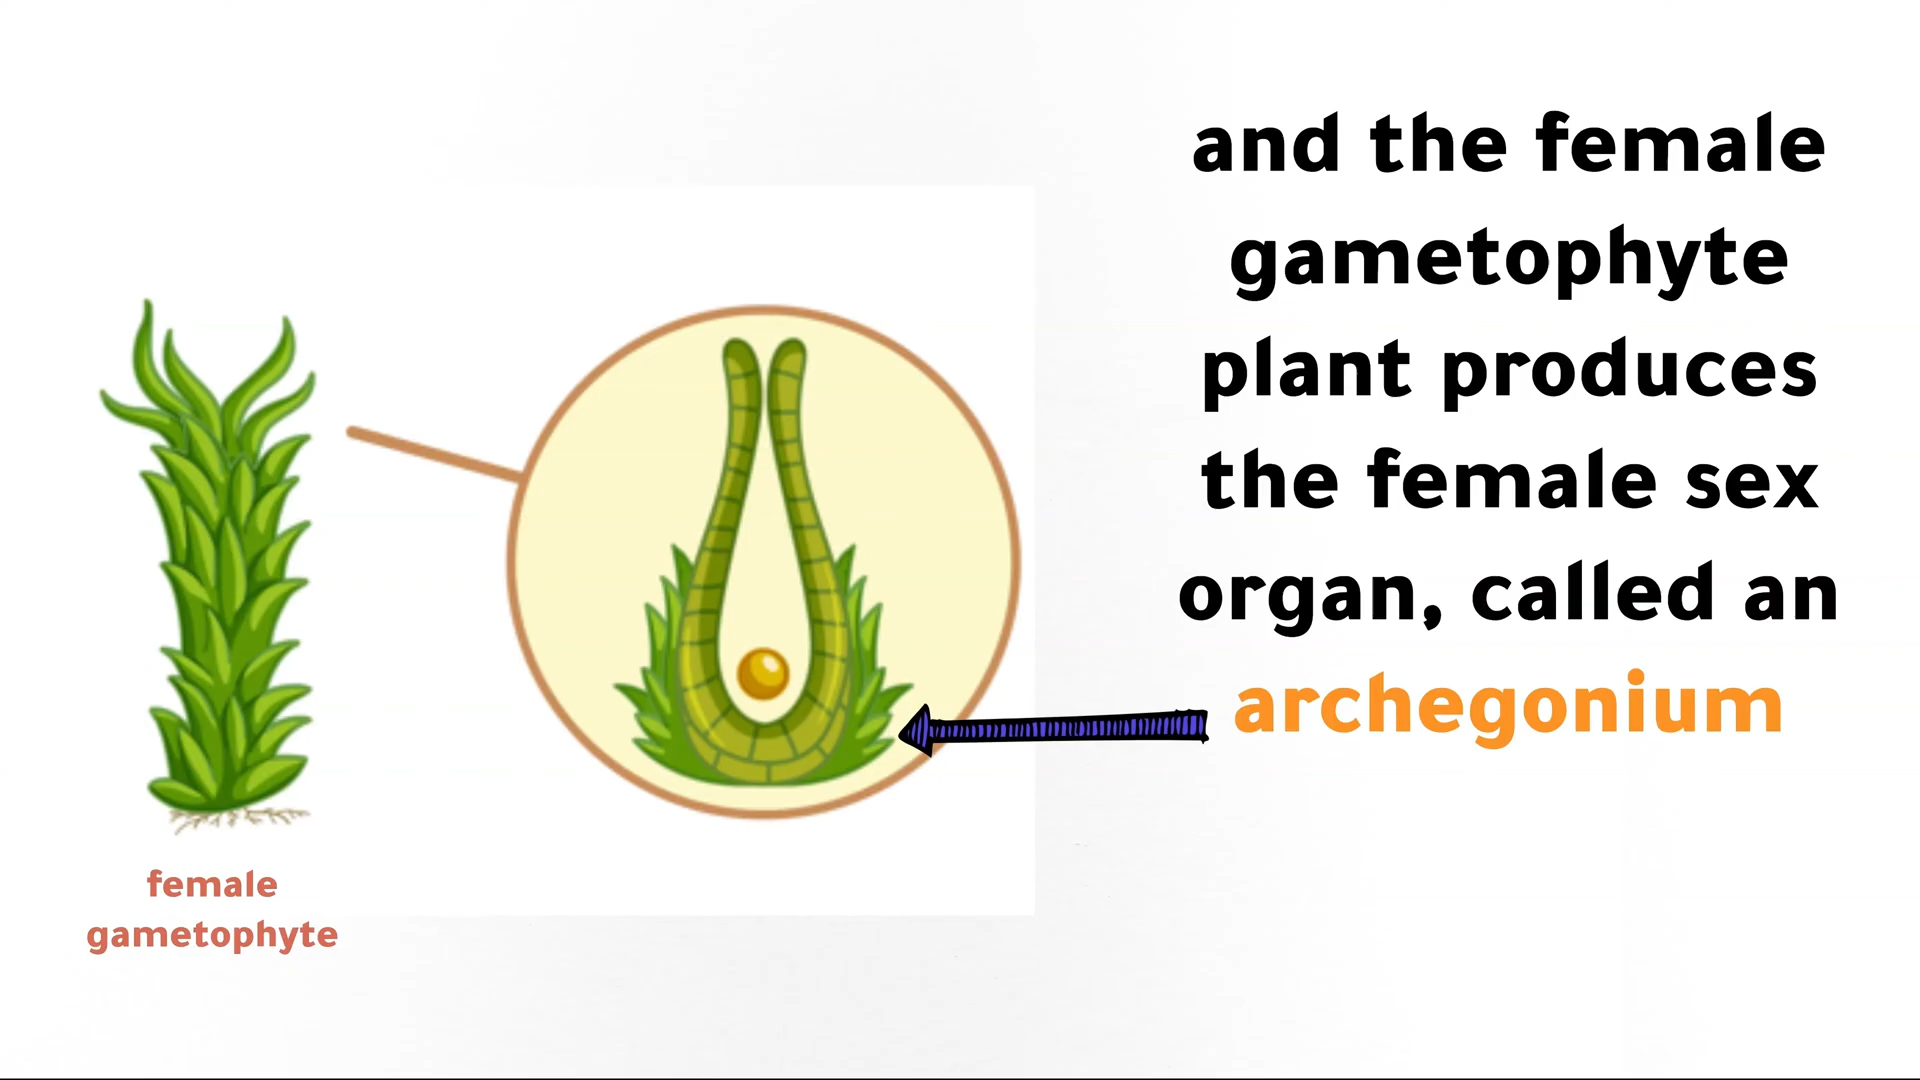 and the female
gametophyte
plant produces
the female sex
organ, called an
archegonium
female
gametophyte